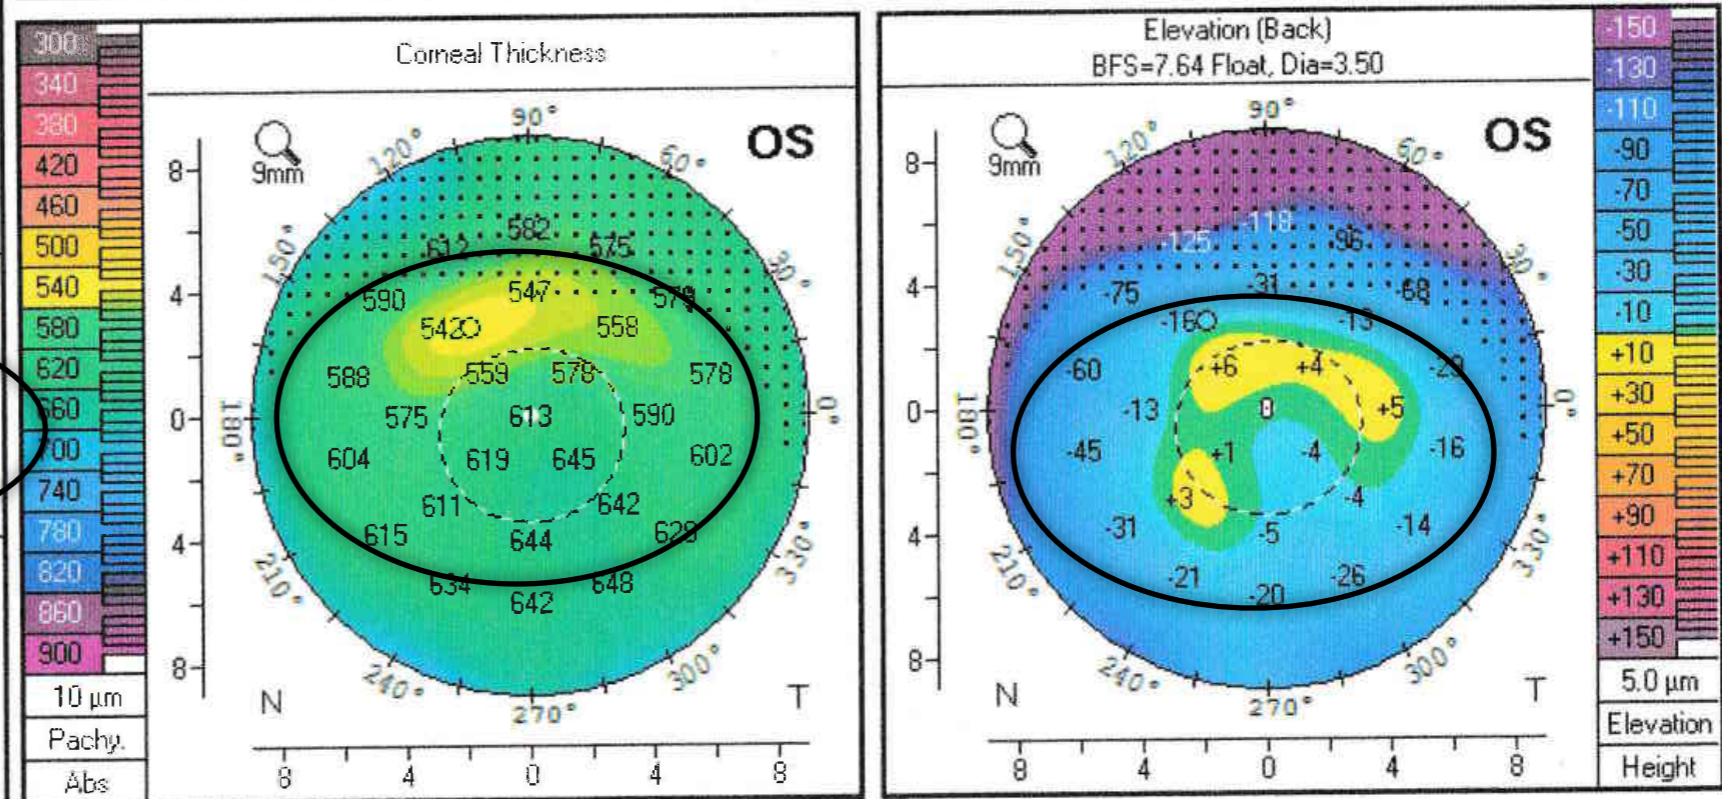 300
340
380
420
460
500
540
580
620
660
700
740
780
820
860
900
10 µm
Pachy.
Abs
Corneal Thickness
9mm
OS
90°
120°
60°
150°
30°
180°
0°
210°
330°
240°
300°
270°
8
4
0
4
8
582
612 575
590 547 579
542 558
588 559 578 578
575 613 590
604 619 645 602
611 642
615 644 629
634 648
642
N T
8 4 0 4 8
Elevation (Back)
BFS=7.64 Float, Dia=3.50
9mm
OS
90°
120°
60°
150°
30°
180°
0°
210°
330°
240°
300°
270°
8
4
0
4
8
-118
-125 -96
-75 -31 -68
-16 -13
-60 +6 +4 -29
-13 0 +5
-45 +1 -4 -16
+3 -4
-31 -5 -14
-21 -26
-20
N T
8 4 0 4 8
-150
-130
-110
-90
-70
-50
-30
-10
+10
+30
+50
+70
+90
+110
+130
+150
5.0 µm
Elevation
Height